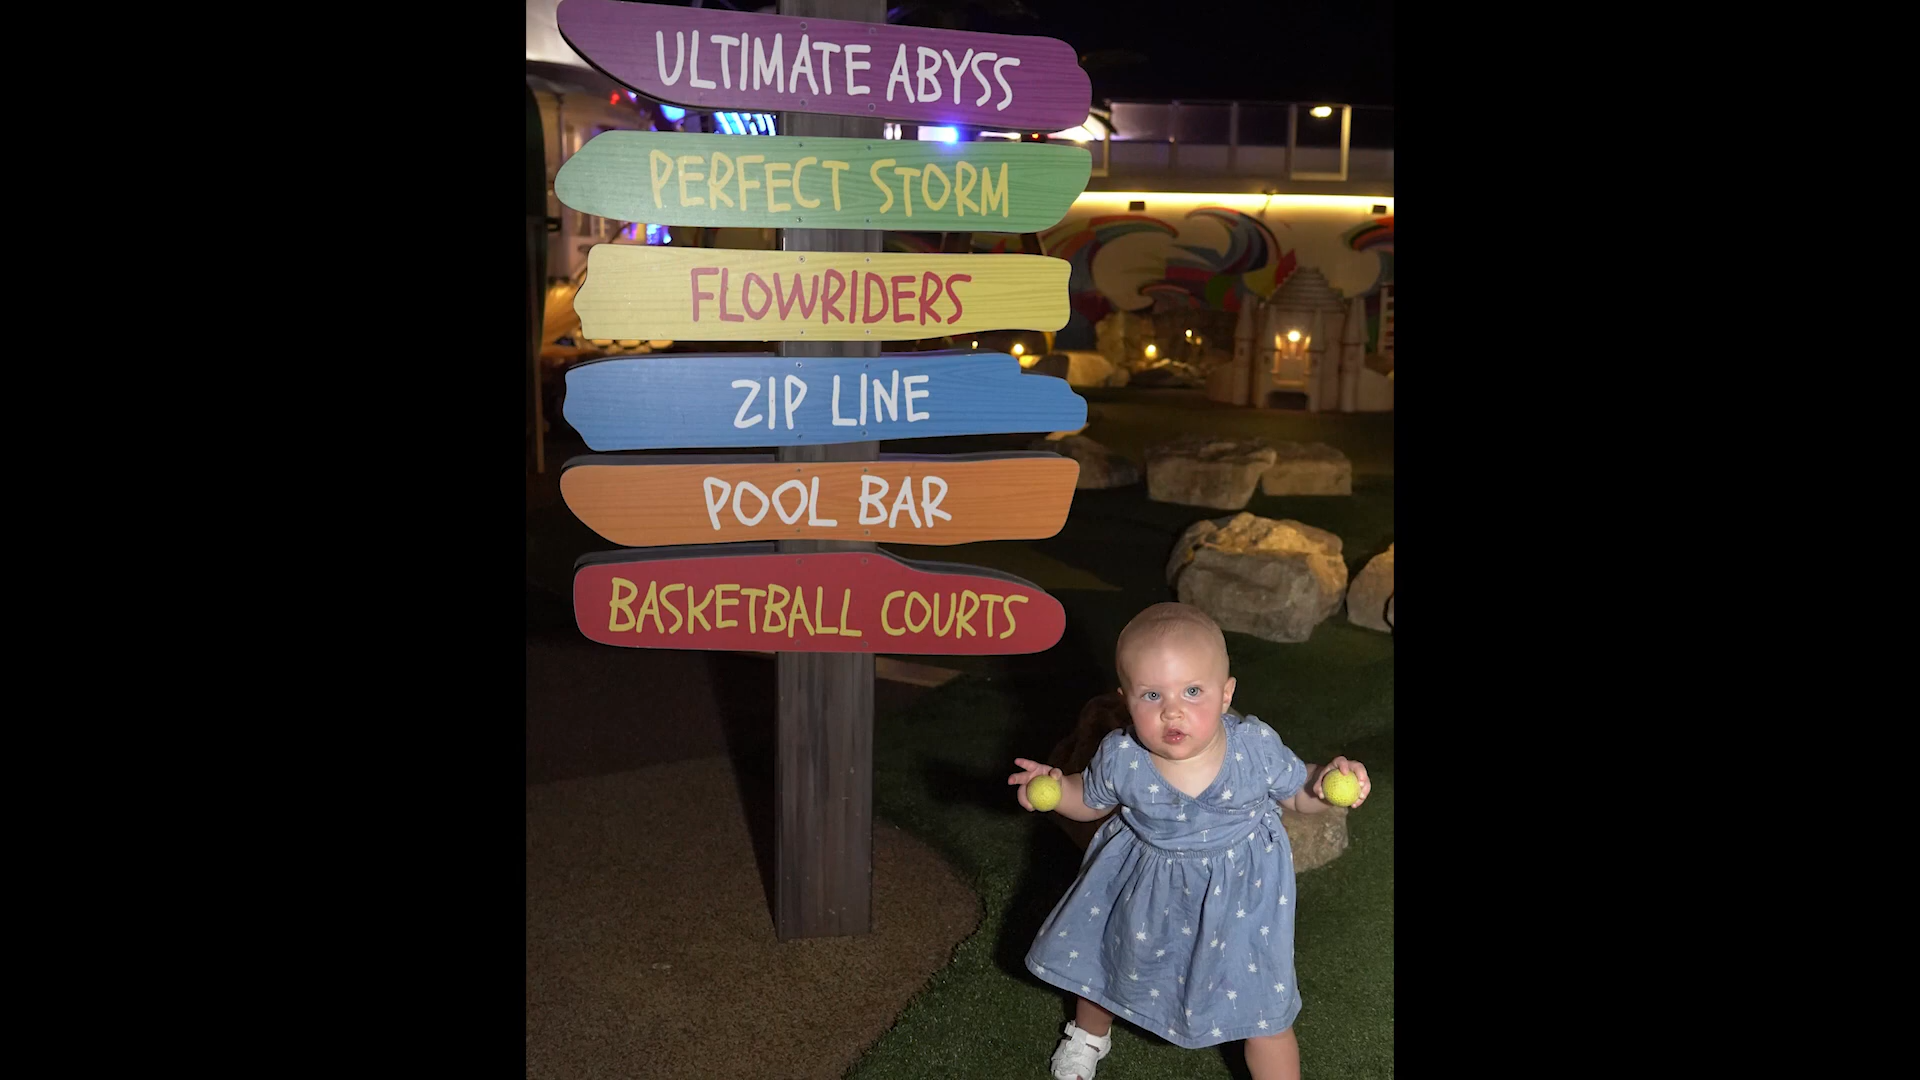 ULTIMATE ABYSS
PERFECT STORM
FLOWRIDERS
ZIP LINE
POOL BAR
BASKETBALL COURTS